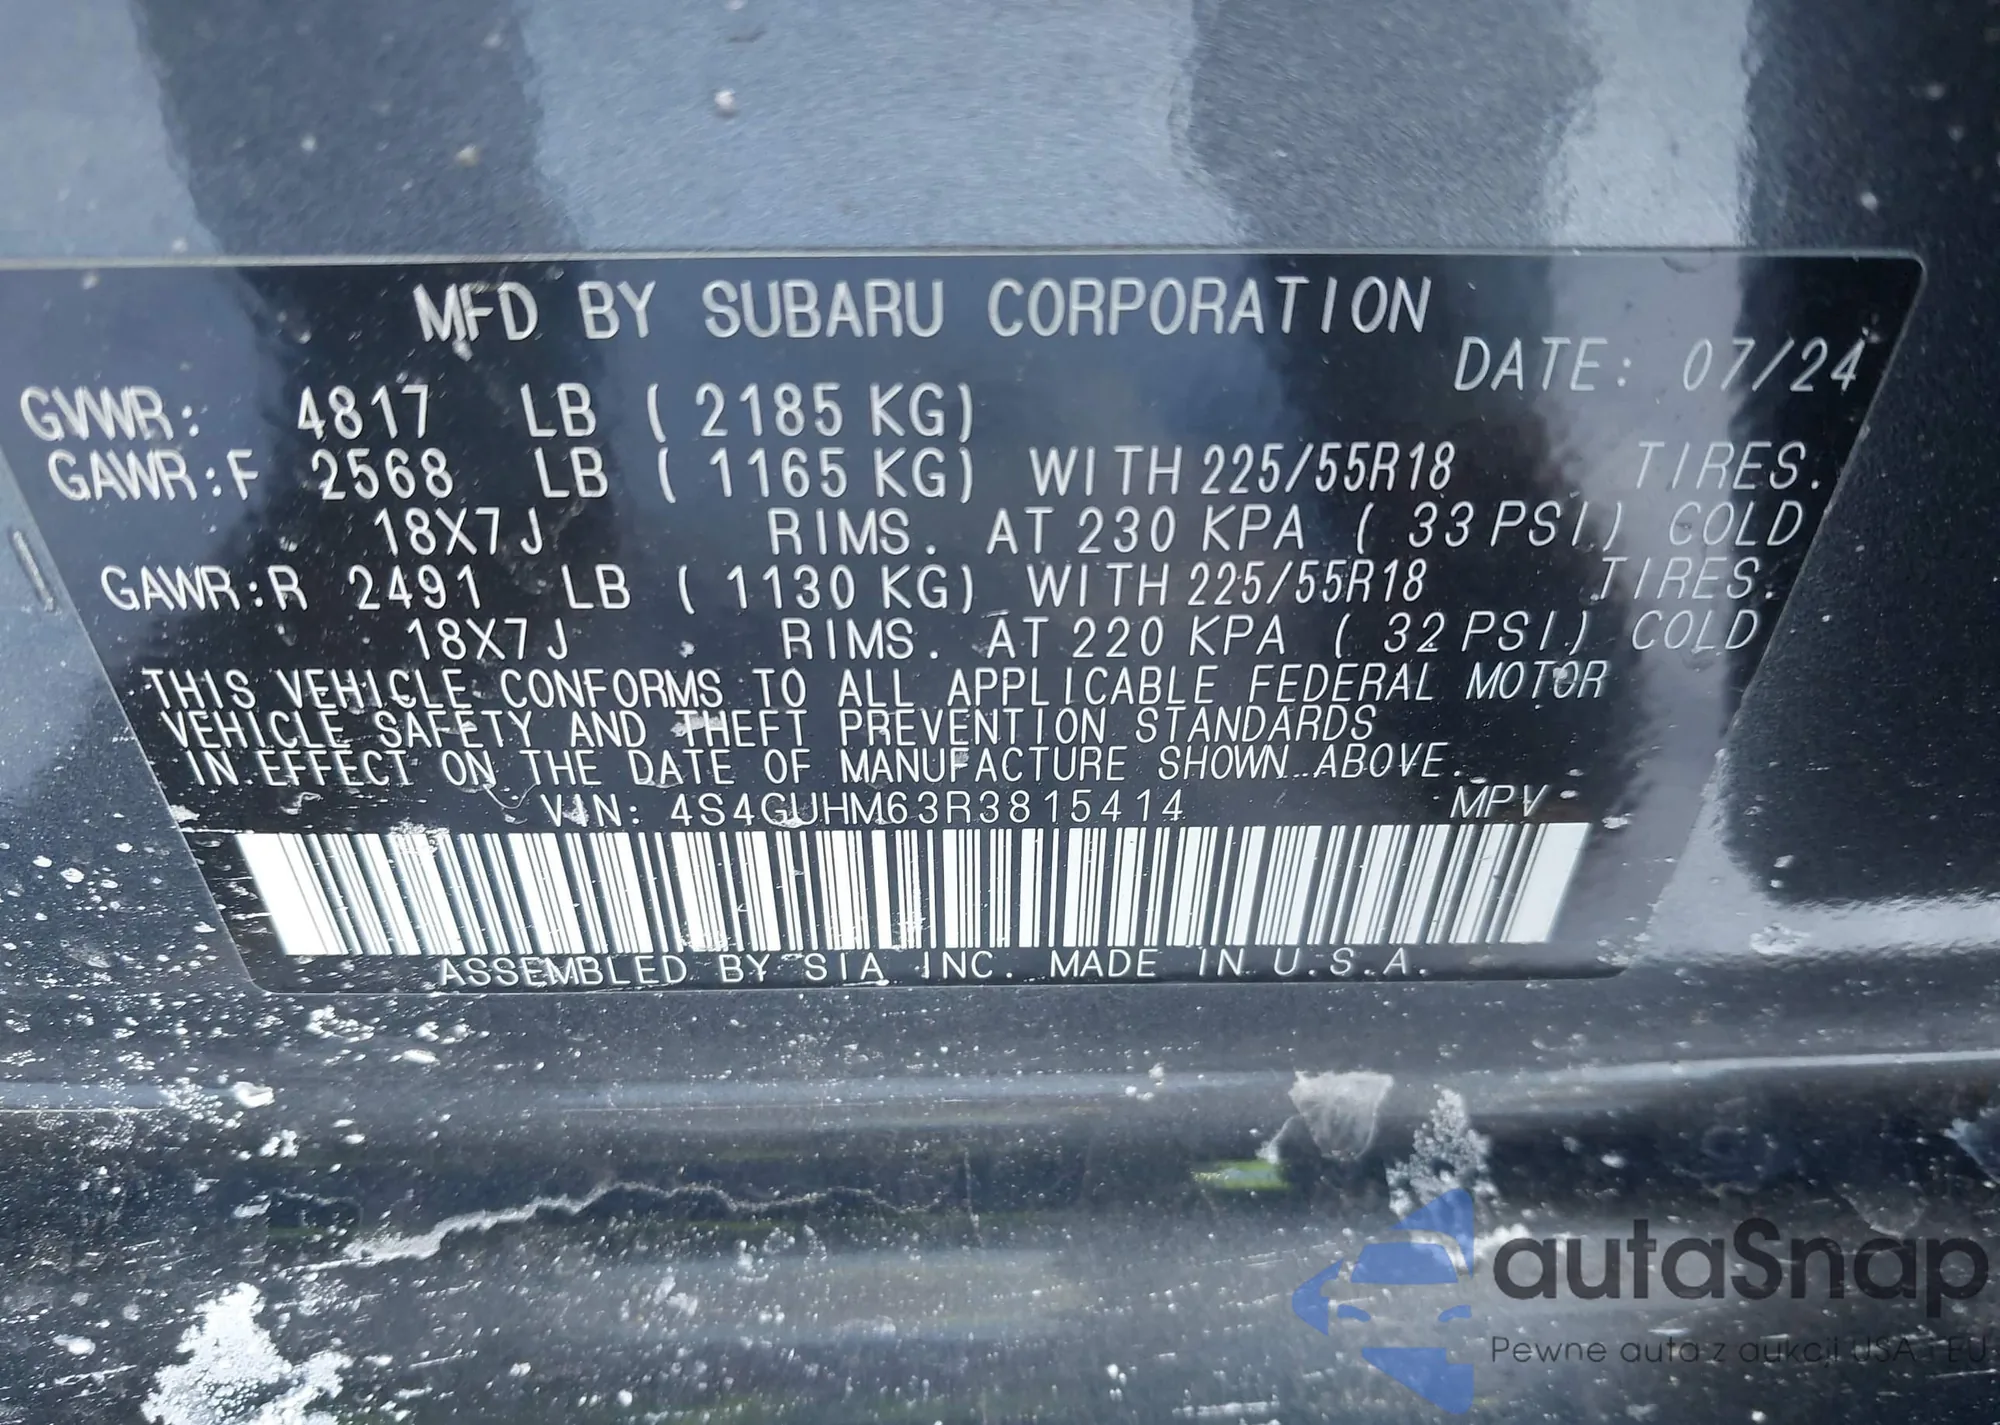 MFD BY SUBARU CORPORATION
DATE: 07/24
GVWR: 4817 LB ( 2185 KG)
GAWR:F 2568 LB ( 1165 KG) WITH 225/55R18 TIRES.
18X7J RIMS. AT 230 KPA ( 33 PSI) COLD
GAWR:R 2491 LB ( 1130 KG) WITH 225/55R18 TIRES.
18X7J RIMS. AT 220 KPA ( 32 PSI) COLD
THIS VEHICLE CONFORMS TO ALL APPLICABLE FEDERAL MOTOR
VEHICLE SAFETY AND THEFT PREVENTION STANDARDS
IN EFFECT ON THE DATE OF MANUFACTURE SHOWN ABOVE.
VIN: 4S4GUHM63R3815414 MPV
ASSEMBLED BY SIA INC. MADE IN U.S.A.
autaSnap
Pewne auta z aukcji USA i EU